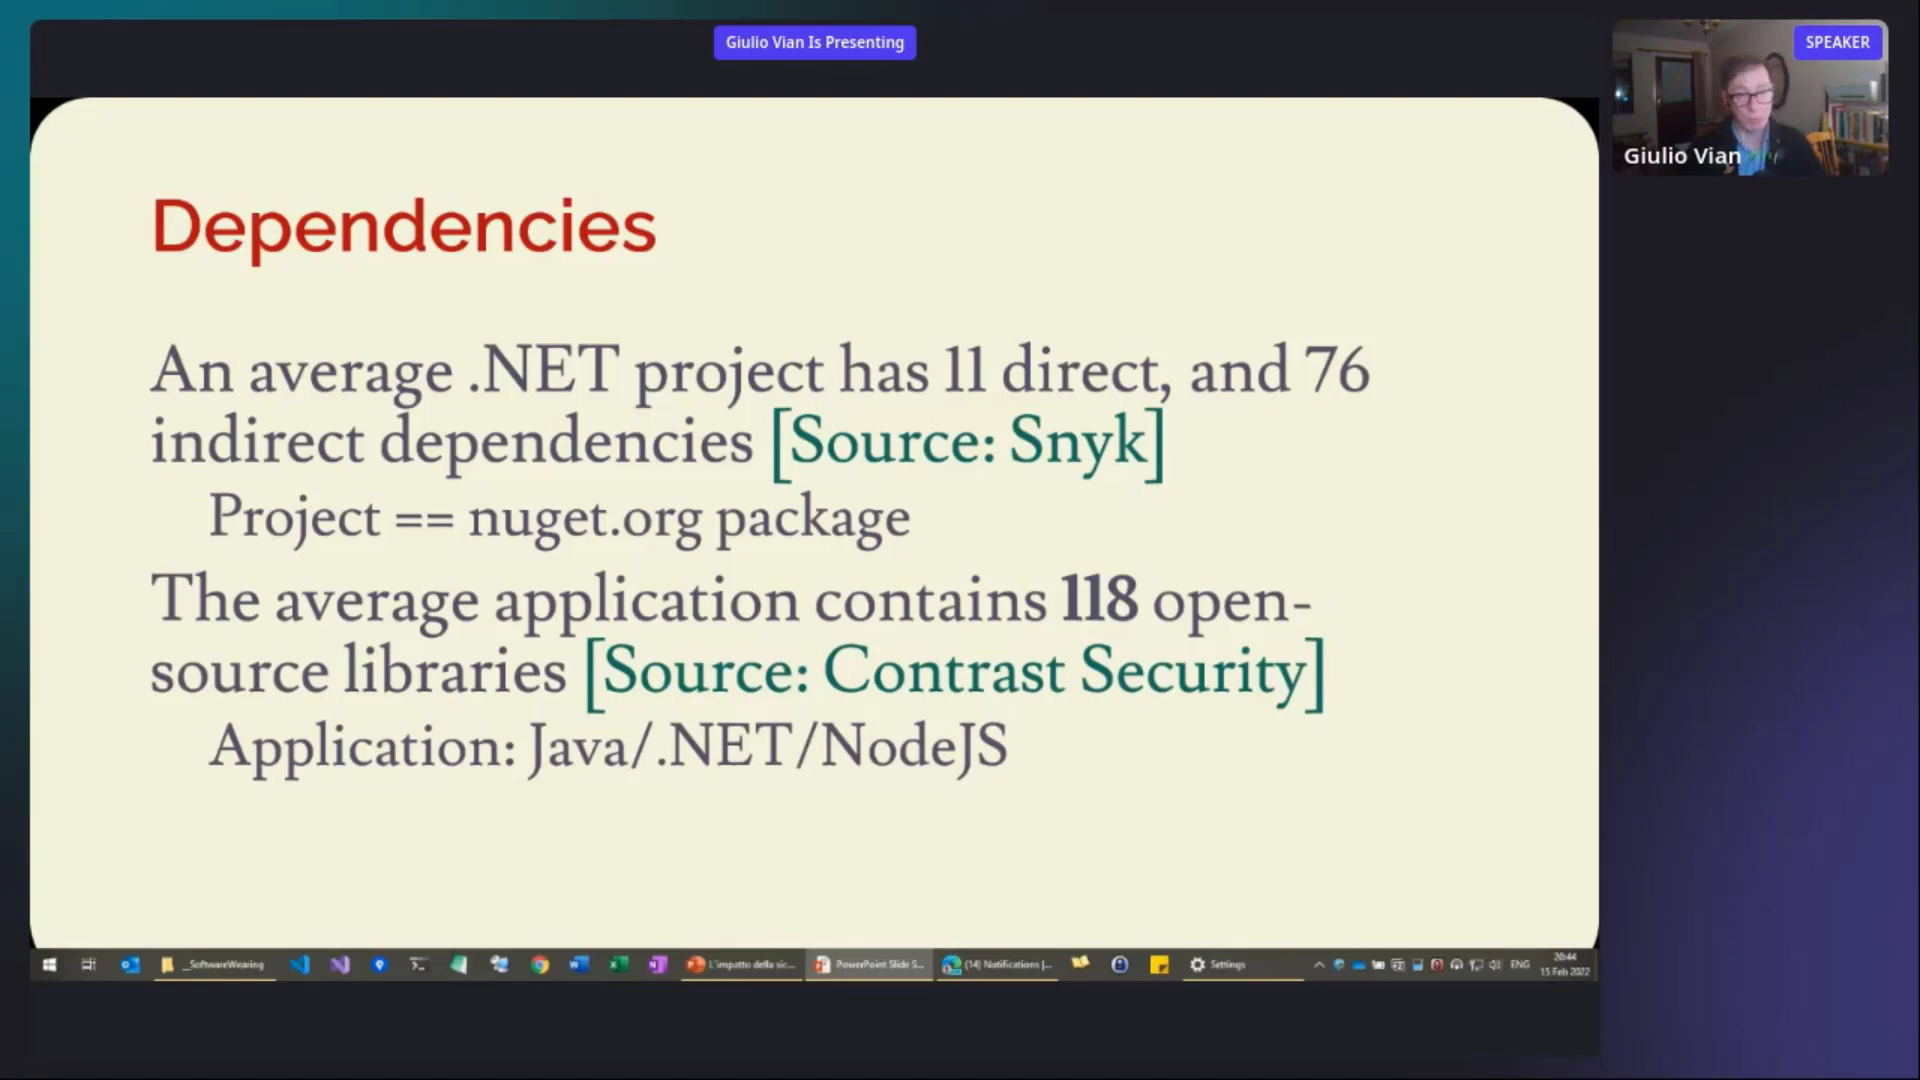 Giulio Vian Is Presenting
SPEAKER
Giulio Vian
Dependencies
An average .NET project has 11 direct, and 76
indirect dependencies [Source: Snyk]
Project == nuget.org package
The average application contains 118 open-
source libraries [Source: Contrast Security]
Application: Java/.NET/NodeJS
_SoftwareWearing
L'impatto della sic...
PowerPoint Slide S...
(14) Notifications |...
Settings
ENG
20:44
15 Feb 2022